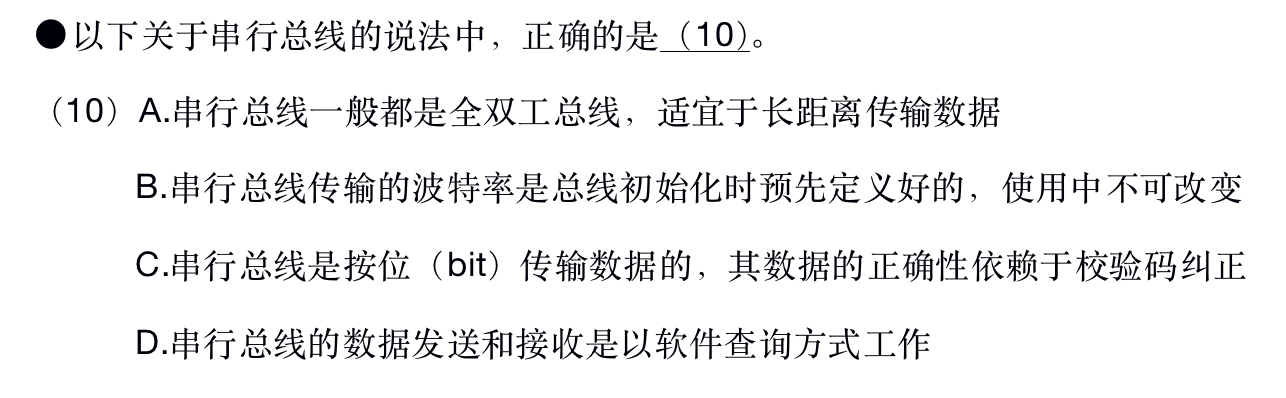 ●以下关于串行总线的说法中，正确的是（10）。
（10）A.串行总线一般都是全双工总线，适宜于长距离传输数据
B.串行总线传输的波特率是总线初始化时预先定义好的，使用中不可改变
C.串行总线是按位（bit）传输数据的，其数据的正确性依赖于校验码纠正
D.串行总线的数据发送和接收是以软件查询方式工作